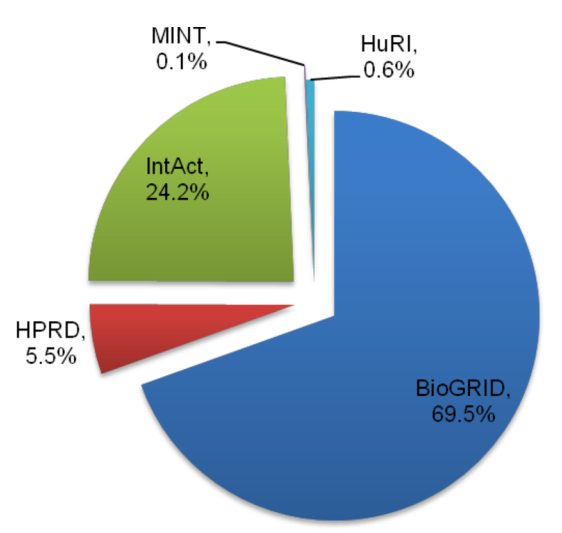 MINT,
0.1%
HuRI,
0.6%
IntAct,
24.2%
HPRD,
5.5%
BioGRID,
69.5%